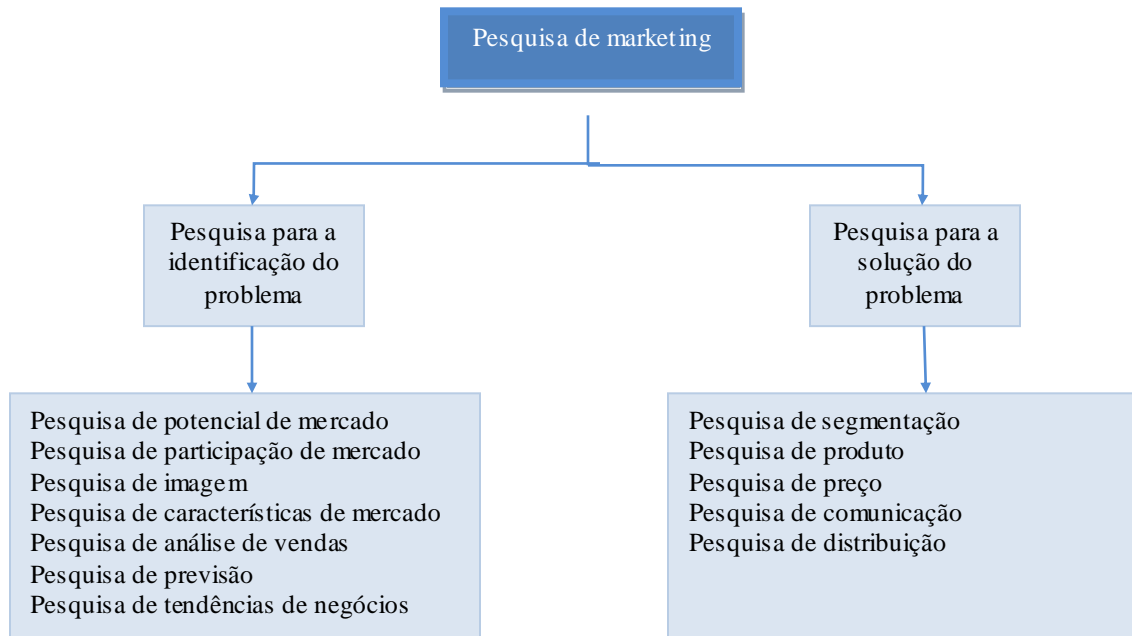 Pesquisa de marketing
Pesquisa para a
identificação do
problema
Pesquisa para a
solução do
problema
Pesquisa de potencial de mercado
Pesquisa de participação de mercado
Pesquisa de imagem
Pesquisa de características de mercado
Pesquisa de análise de vendas
Pesquisa de previsão
Pesquisa de tendências de negócios
Pesquisa de segmentação
Pesquisa de produto
Pesquisa de preço
Pesquisa de comunicação
Pesquisa de distribuição